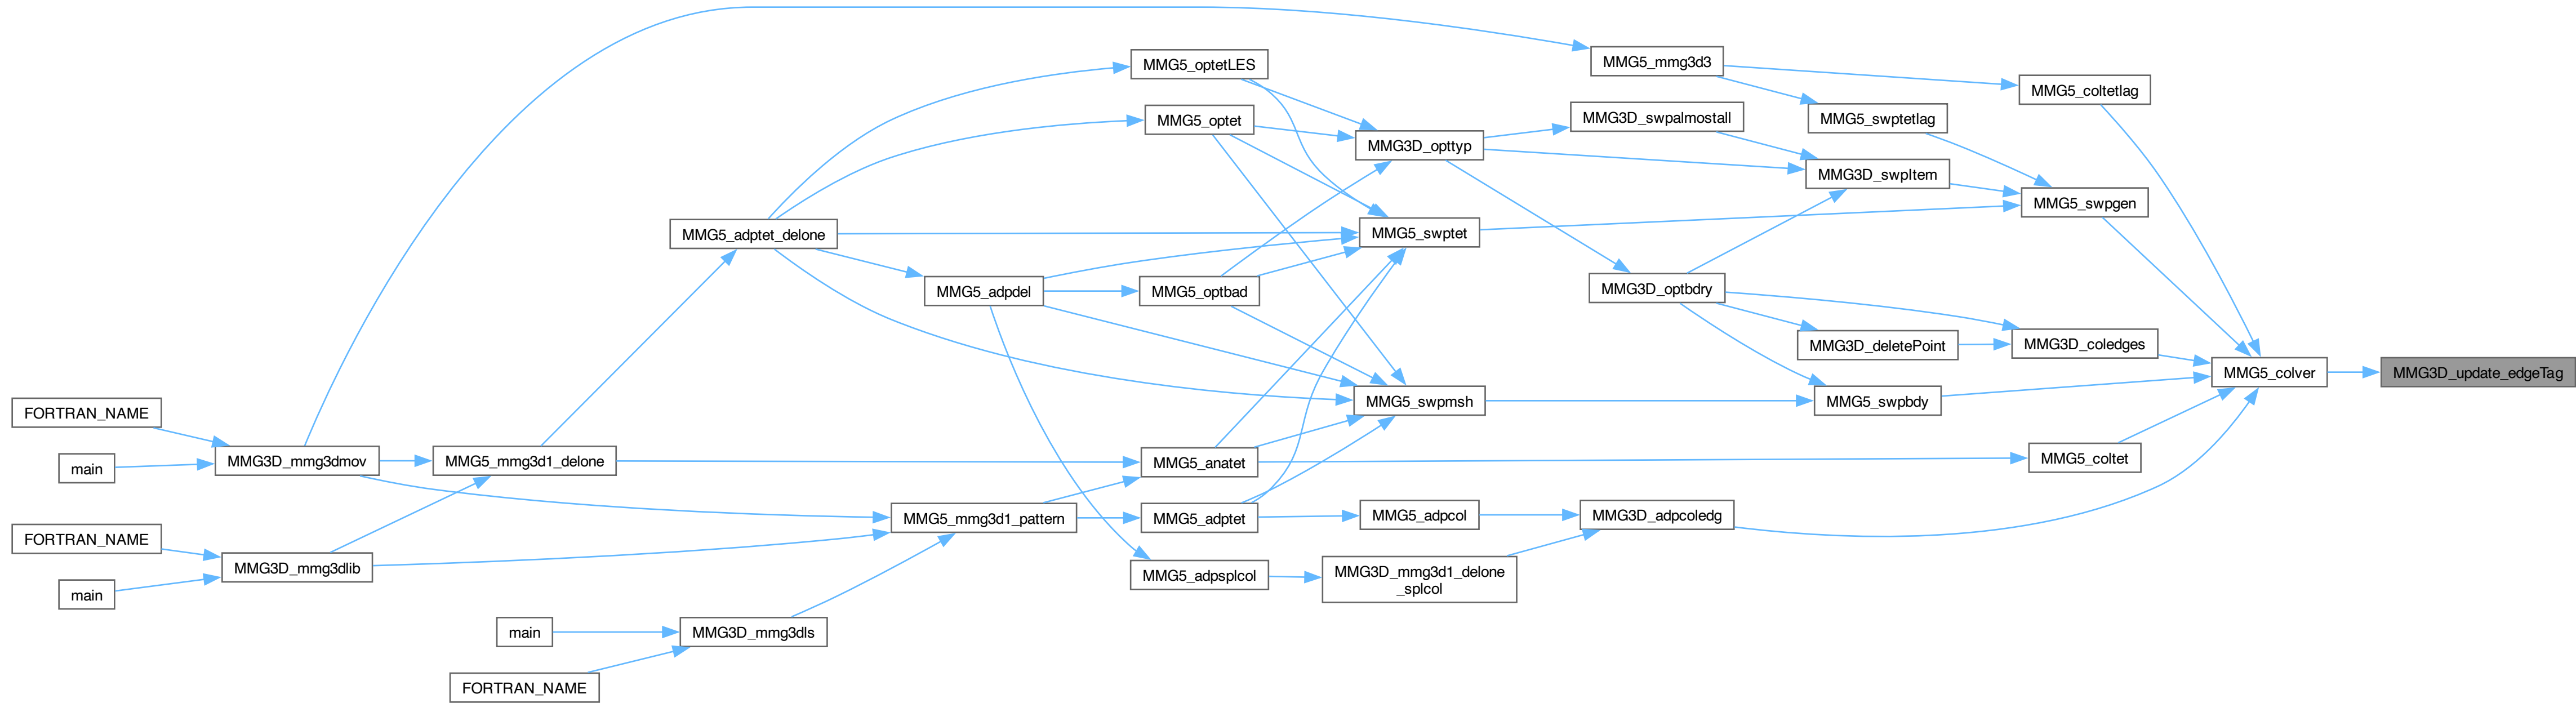 MMG5_mmg3d3
MMG5_optetLES
MMG5_coltetlag
MMG5_optet
MMG3D_swpalmostall
MMG5_swptetlag
MMG3D_opttyp
MMG3D_swpItem
MMG5_swpgen
MMG5_adptet_delone
MMG5_swptet
MMG5_adpdel
MMG5_optbad
MMG3D_optbdry
MMG3D_deletePoint
MMG3D_coledges
MMG5_colver
MMG3D_update_edgeTag
MMG5_swpmsh
MMG5_swpbdy
FORTRAN_NAME
main
MMG3D_mmg3dmov
MMG5_mmg3d1_delone
MMG5_anatet
MMG5_coltet
MMG5_mmg3d1_pattern
MMG5_adptet
MMG5_adpcol
MMG3D_adpcoledg
FORTRAN_NAME
main
MMG3D_mmg3dlib
MMG5_adpsplcol
MMG3D_mmg3d1_delone
_splcol
main
MMG3D_mmg3dls
FORTRAN_NAME